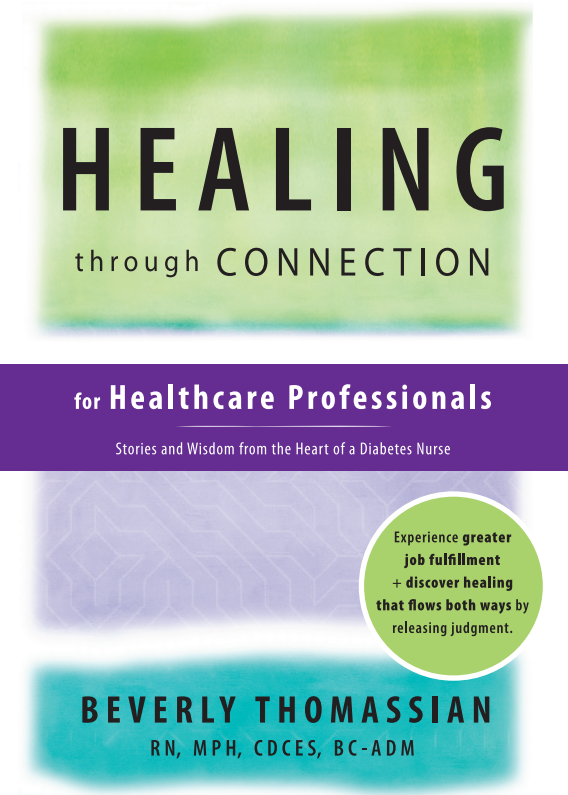 HEALING
through CONNECTION
for Healthcare Professionals
Stories and Wisdom from the Heart of a Diabetes Nurse
Experience greater
job fulfillment
+ discover healing
that flows both ways by
releasing judgment.
BEVERLY THOMASSIAN
RN, MPH, CDCES, BC-ADM